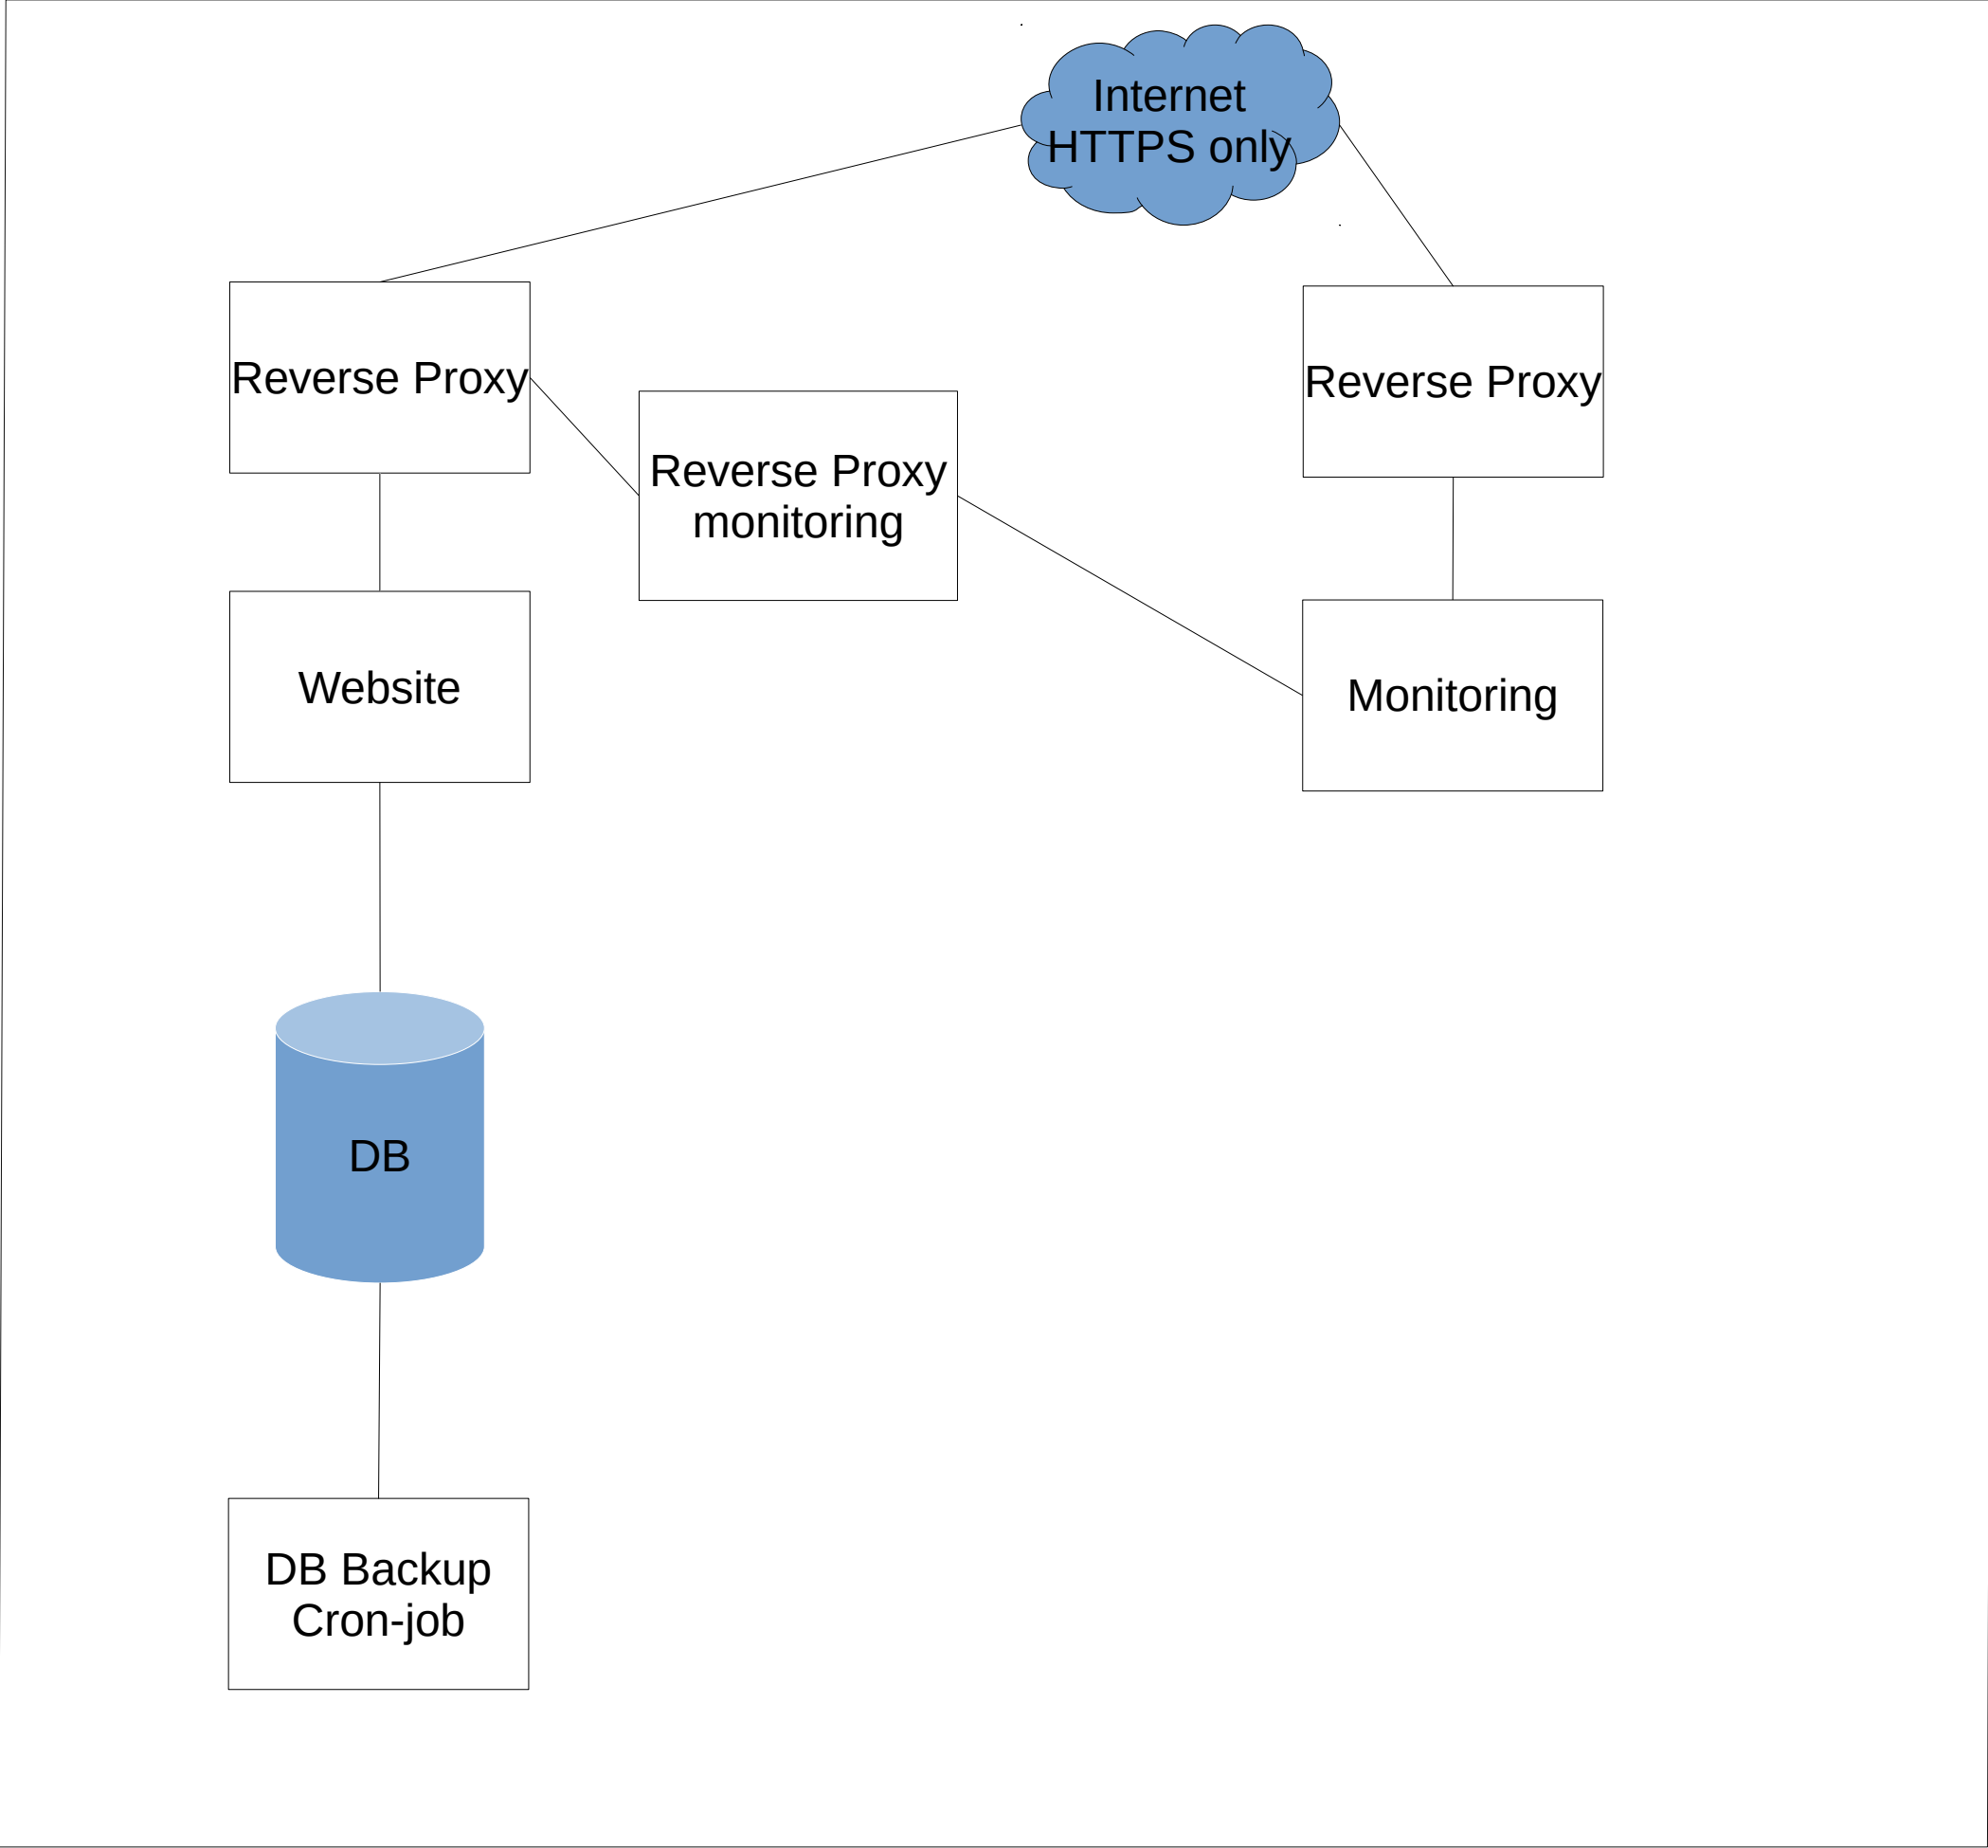 Internet
HTTPS only
Reverse Proxy
Reverse Proxy
Reverse Proxy
monitoring
Website
Monitoring
DB
DB Backup
Cron-job